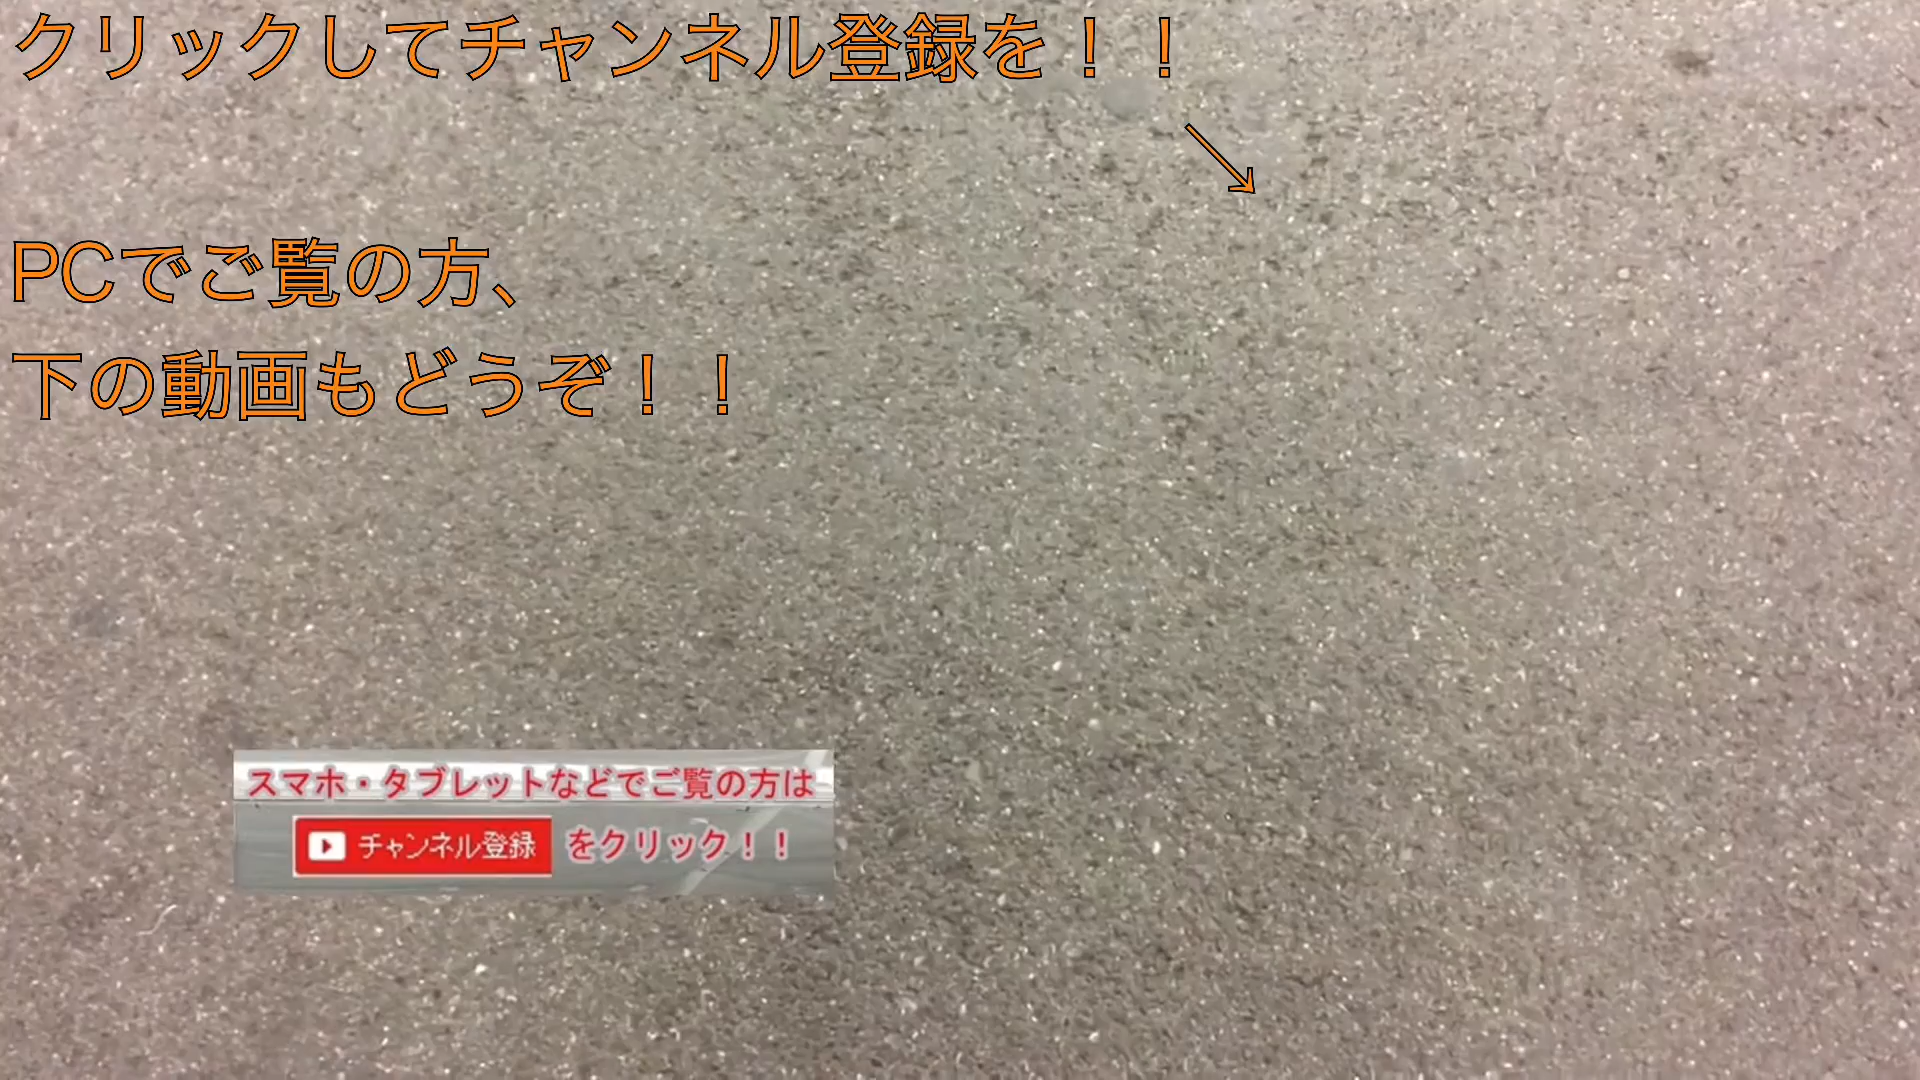 クリックしてチャンネル登録を！！
↘
PCでご覧の方、
下の動画もどうぞ！！
スマホ・タブレットなどでご覧の方は
チャンネル登録 をクリック！！